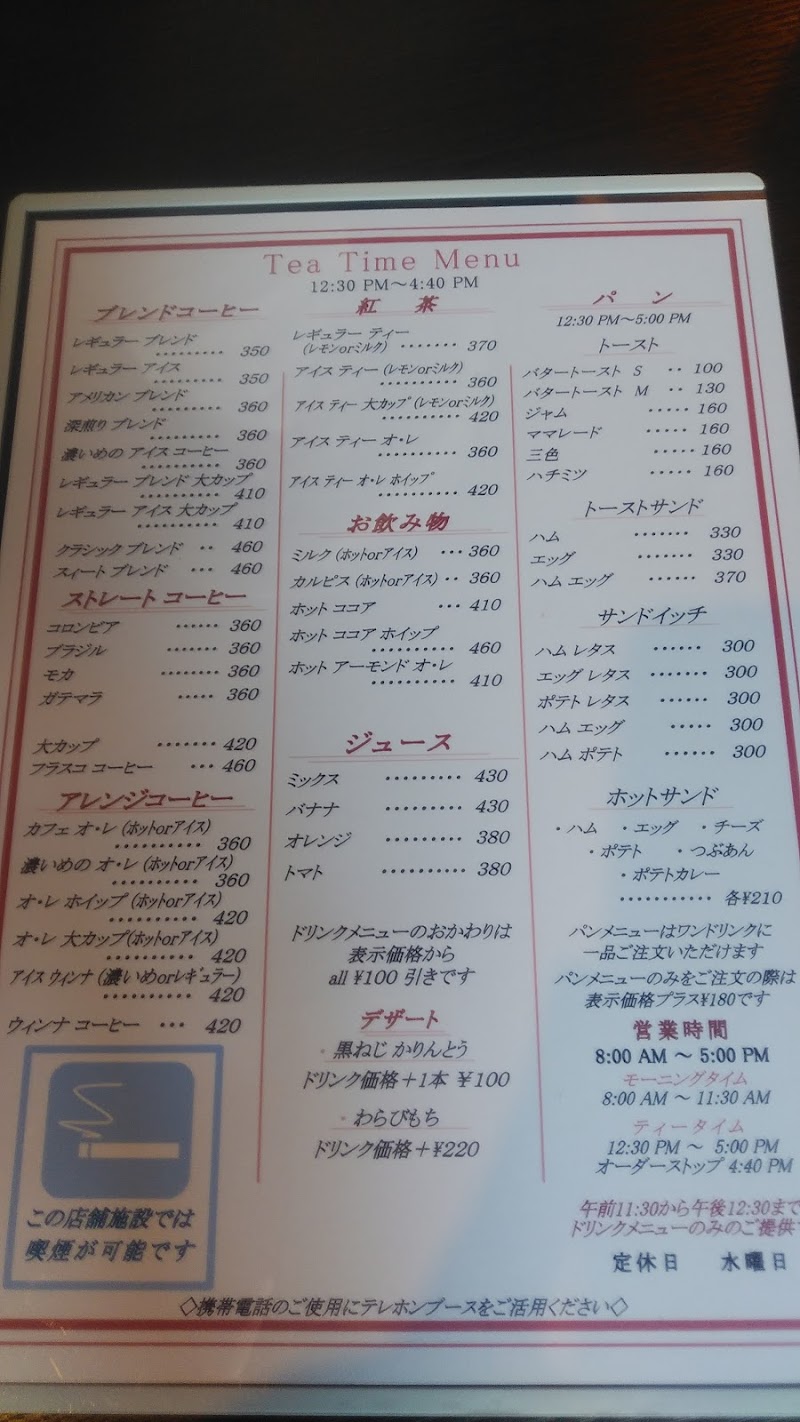 Tea Time Menu
12:30 PM～4:40 PM
ブレンドコーヒー
レギュラー ブレンド
‥‥‥‥‥ 350
レギュラー アイス
‥‥‥‥‥ 350
アメリカン ブレンド
‥‥‥‥‥ 360
深煎り ブレンド
‥‥‥‥‥ 360
濃いめの アイス コーヒー
‥‥‥‥‥ 360
レギュラー ブレンド 大カップ
‥‥‥‥‥ 410
レギュラー アイス 大カップ
‥‥‥‥‥ 410
クラシック ブレンド ‥ 460
スィート ブレンド ‥ 460
ストレート コーヒー
コロンビア ‥‥‥ 360
ブラジル ‥‥‥ 360
モカ ‥‥‥‥ 360
ガテマラ ‥‥‥ 360
大カップ ‥‥‥ 420
フラスコ コーヒー ‥ 460
アレンジコーヒー
カフェ オ・レ (ホットorアイス)
‥‥‥‥‥ 360
濃いめの オ・レ (ホットorアイス)
‥‥‥‥‥ 360
オ・レ ホイップ (ホットorアイス)
‥‥‥‥‥ 420
オ・レ 大カップ(ホットorアイス)
‥‥‥‥‥ 420
アイス ウィンナ (濃いめorレギュラー)
‥‥‥‥‥ 420
ウィンナ コーヒー ‥ 420
この店舗施設では
喫煙が可能です
紅 茶
レギュラー ティー
(レモンorミルク) ‥‥‥ 370
アイス ティー (レモンorミルク)
‥‥‥‥‥ 360
アイス ティー 大カップ (レモンorミルク)
‥‥‥‥‥ 420
アイス ティー オ・レ
‥‥‥‥‥ 360
アイス ティー オ・レ ホイップ
‥‥‥‥‥ 420
お飲み物
ミルク (ホットorアイス) ‥ 360
カルピス (ホットorアイス) ‥ 360
ホット ココア ‥ 410
ホット ココア ホイップ
‥‥‥‥‥ 460
ホット アーモンド オ・レ
‥‥‥‥‥ 410
ジュース
ミックス ‥‥‥‥ 430
バナナ ‥‥‥‥ 430
オレンジ ‥‥‥‥ 380
トマト ‥‥‥‥‥ 380
ドリンクメニューのおかわりは
表示価格から
all ¥100 引きです
デザート
・黒ねじ かりんとう
ドリンク価格＋1本 ¥100
・わらびもち
ドリンク価格＋¥220
パ ン
12:30 PM～5:00 PM
トースト
バタートースト S ‥ 100
バタートースト M ‥ 130
ジャム ‥‥‥ 160
ママレード ‥‥‥ 160
三色 ‥‥‥ 160
ハチミツ ‥‥‥ 160
トーストサンド
ハム ‥‥‥‥ 330
エッグ ‥‥‥‥ 330
ハム エッグ ‥‥‥ 370
サンドイッチ
ハム レタス ‥‥‥ 300
エッグ レタス ‥‥‥ 300
ポテト レタス ‥‥‥ 300
ハム エッグ ‥‥‥ 300
ハム ポテト ‥‥‥ 300
ホットサンド
・ハム ・エッグ ・チーズ
・ポテト ・つぶあん
・ポテトカレー
‥‥‥‥‥ 各¥210
パンメニューはワンドリンクに
一品ご注文いただけます
パンメニューのみをご注文の際は
表示価格プラス¥180です
営業時間
8:00 AM ～ 5:00 PM
モーニングタイム
8:00 AM ～ 11:30 AM
ティータイム
12:30 PM ～ 5:00 PM
オーダーストップ 4:40 PM
午前11:30から午後12:30まで
ドリンクメニューのみのご提供
定休日 水曜日
◇携帯電話のご使用にテレホンブースをご活用ください◇